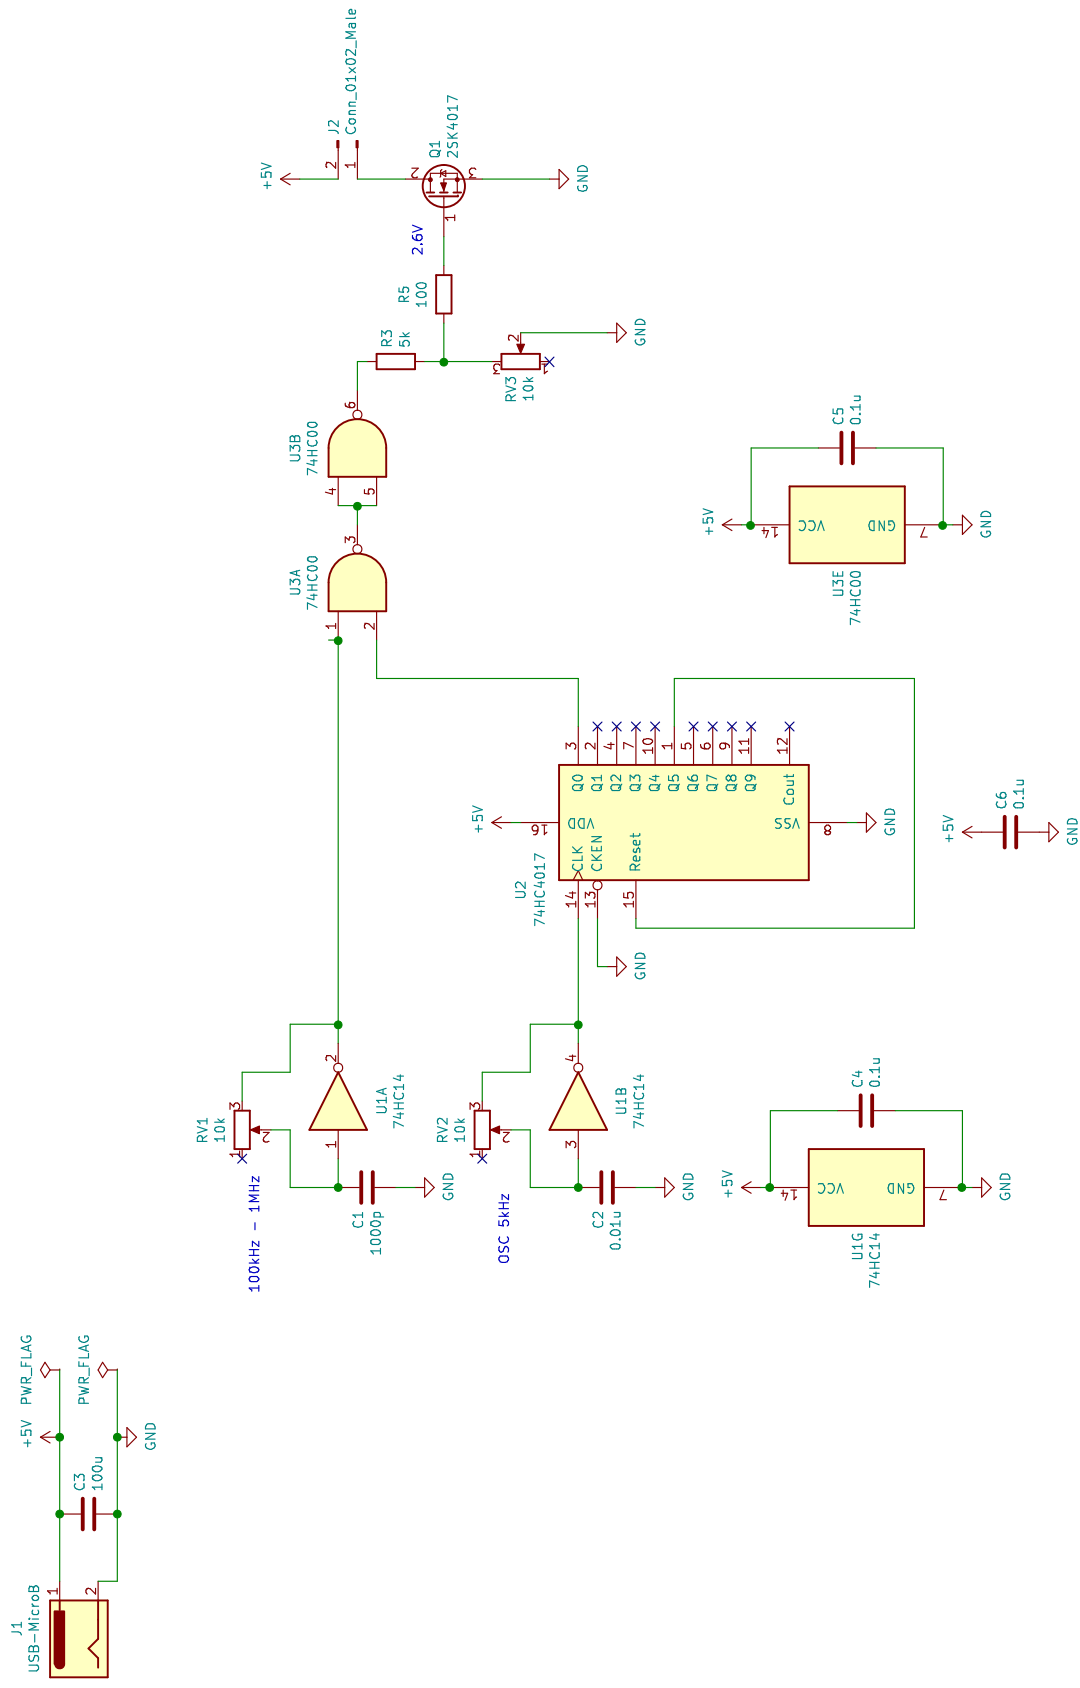 J1
USB-MicroB
1
2
C3
100u
+5V
GND
PWR_FLAG
PWR_FLAG
100kHz - 1MHz
RV1
10k
1
2
3
C1
1000p
GND
1
2
U1A
74HC14
OSC 5kHz
RV2
10k
1
2
3
C2
0.01u
GND
3
4
U1B
74HC14
U1G
74HC14
+5V
14
VCC
GND
7
GND
C4
0.1u
U2
74HC4017
+5V
16
VDD
14
CLK
13
CKEN
15
Reset
GND
VSS
8
GND
Q0
Q1
Q2
Q3
Q4
Q5
Q6
Q7
Q8
Q9
Cout
3
2
4
7
10
1
5
6
9
11
12
+5V
C6
0.1u
GND
U3A
74HC00
1
2
3
U3B
74HC00
4
5
6
U3E
74HC00
+5V
14
VCC
GND
7
GND
C5
0.1u
R3
5k
RV3
10k
3
2
1
GND
R5
100
2.6V
1
2
3
Q1
2SK4017
GND
+5V
2
1
J2
Conn_01x02_Male